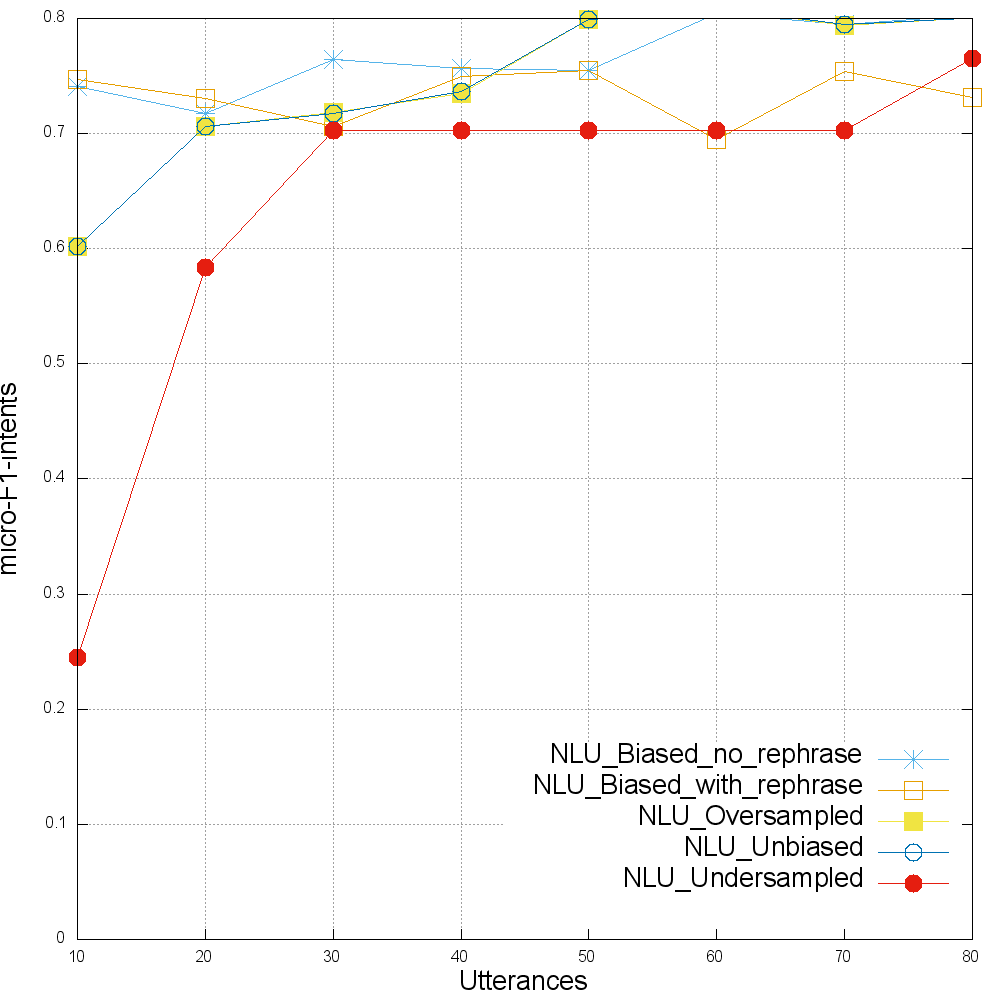 0.8
0.7
0.6
0.5
0.4
0.3
0.2
0.1
0
micro-F1-intents
NLU_Biased_no_rephrase
NLU_Biased_with_rephrase
NLU_Oversampled
NLU_Unbiased
NLU_Undersampled
10 20 30 40 50 60 70 80
Utterances